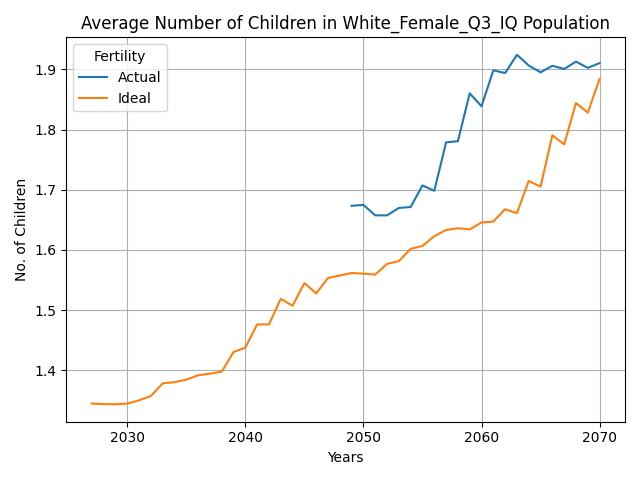 Average Number of Children in White_Female_Q3_IQ Population
Fertility
Actual
Ideal
No. of Children
1.9
1.8
1.7
1.6
1.5
1.4
2030
2040
2050
2060
2070
Years